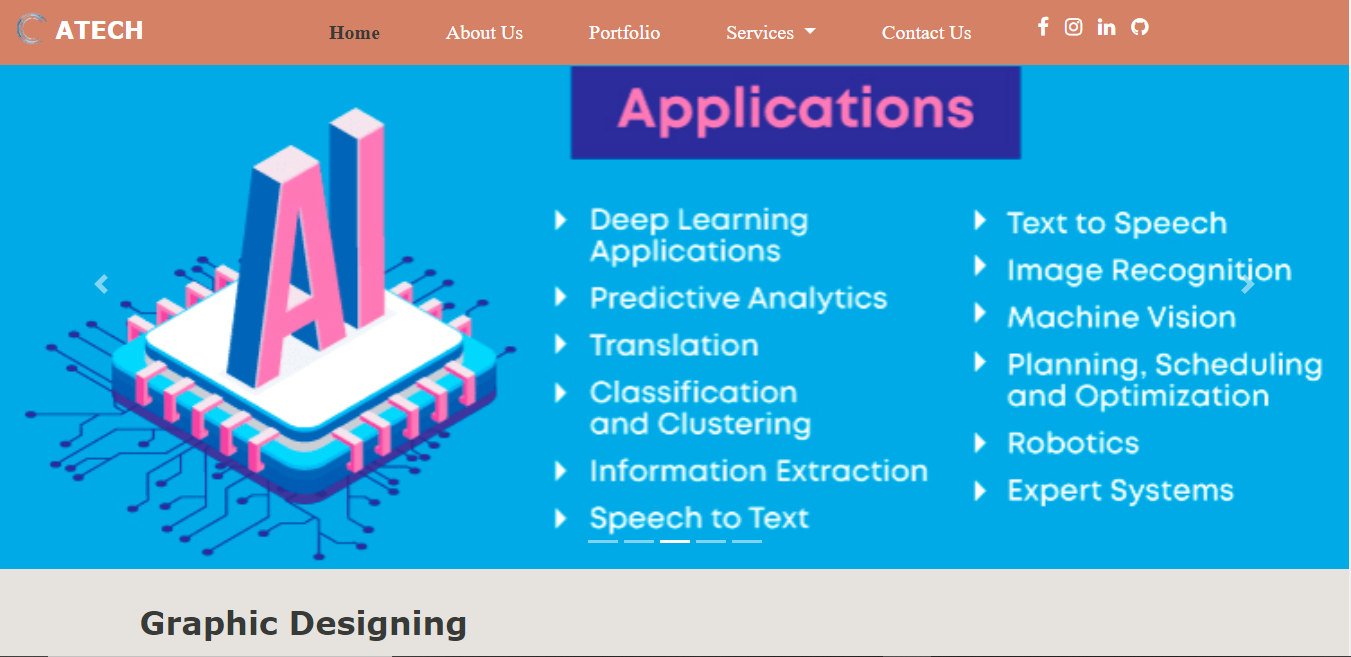 ATECH
Home
About Us
Portfolio
Services
Contact Us
Applications
Deep Learning
Applications
Predictive Analytics
Translation
Classification
and Clustering
Information Extraction
Speech to Text
Text to Speech
Image Recognition
Machine Vision
Planning, Scheduling
and Optimization
Robotics
Expert Systems
AI
Graphic Designing